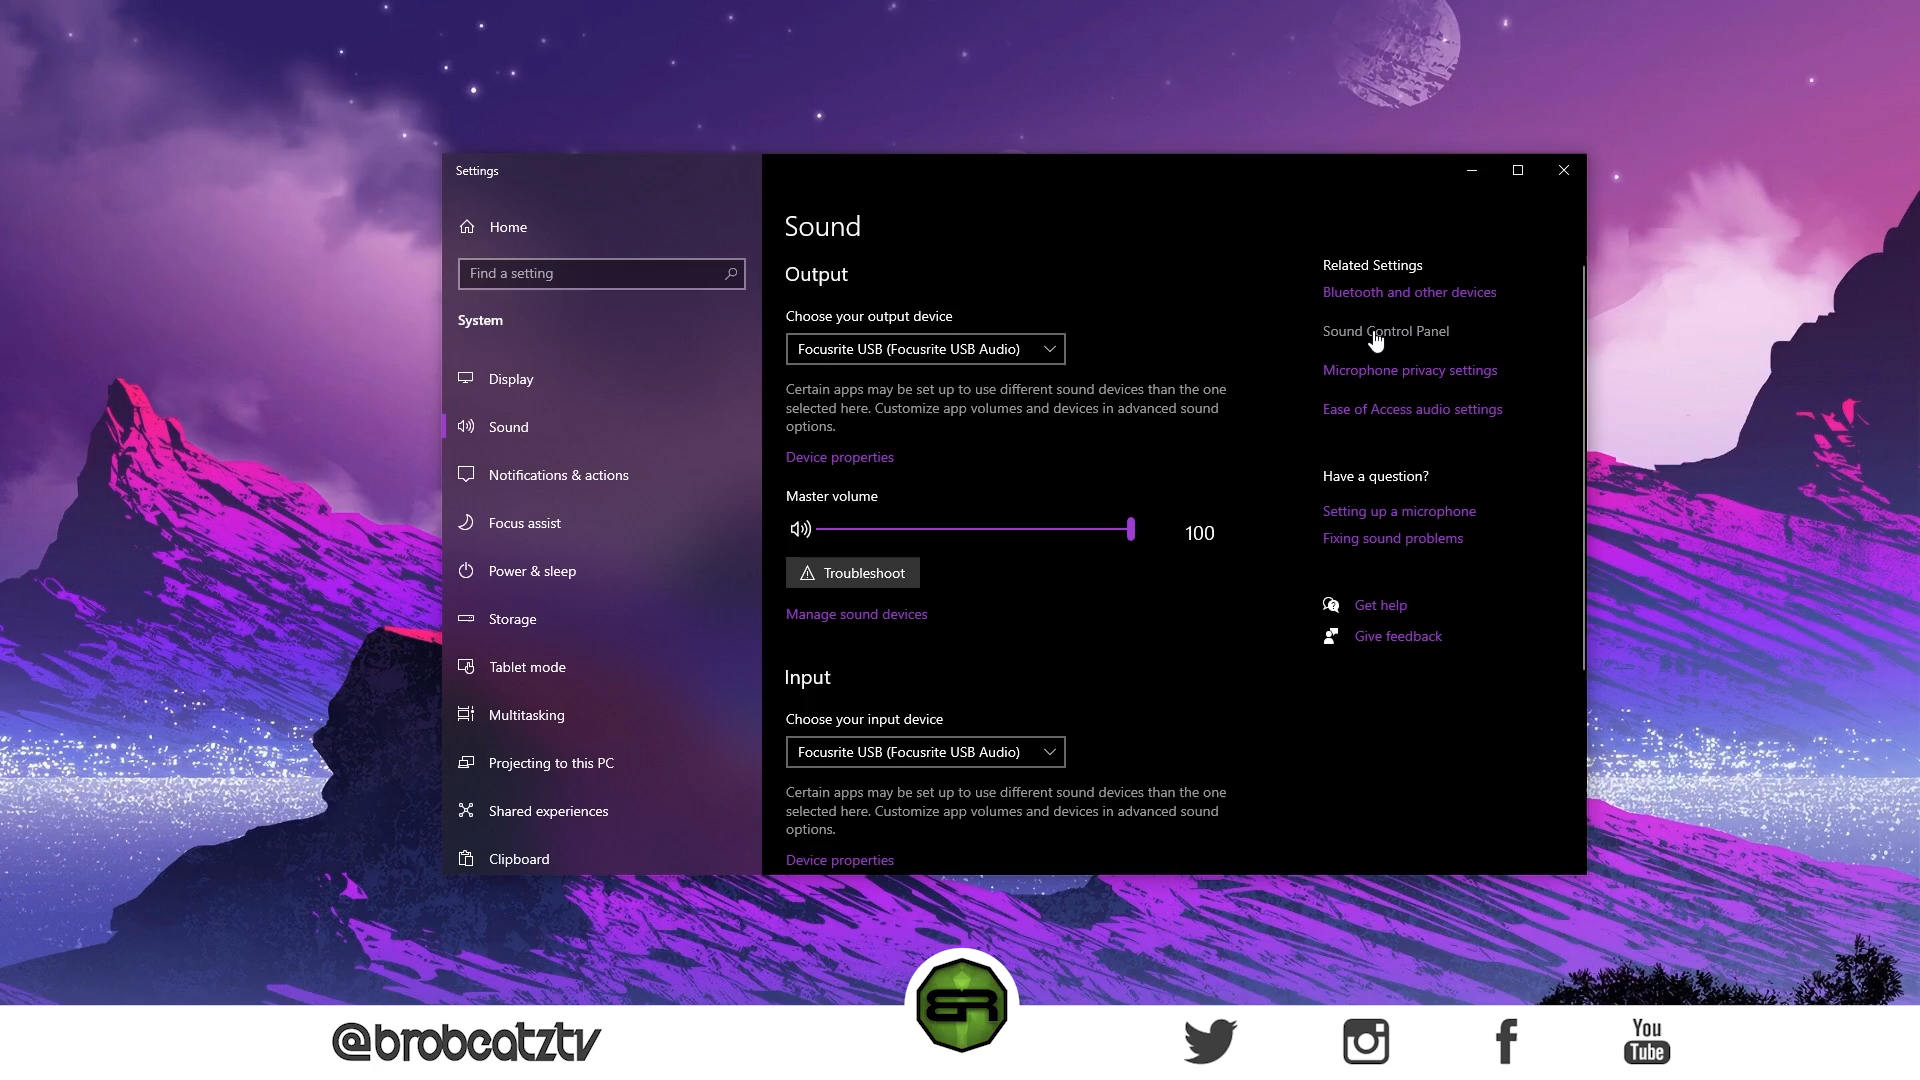 Settings
Home
Find a setting
System
Display
Sound
Notifications & actions
Focus assist
Power & sleep
Storage
Tablet mode
Multitasking
Projecting to this PC
Shared experiences
Clipboard
Sound
Output
Choose your output device
Focusrite USB (Focusrite USB Audio)
Certain apps may be set up to use different sound devices than the one
selected here. Customize app volumes and devices in advanced sound
options.
Device properties
Master volume
100
Troubleshoot
Manage sound devices
Input
Choose your input device
Focusrite USB (Focusrite USB Audio)
Certain apps may be set up to use different sound devices than the one
selected here. Customize app volumes and devices in advanced sound
options.
Device properties
Related Settings
Bluetooth and other devices
Sound Control Panel
Microphone privacy settings
Ease of Access audio settings
Have a question?
Setting up a microphone
Fixing sound problems
Get help
Give feedback
@brobeatztv
BR
You
Tube